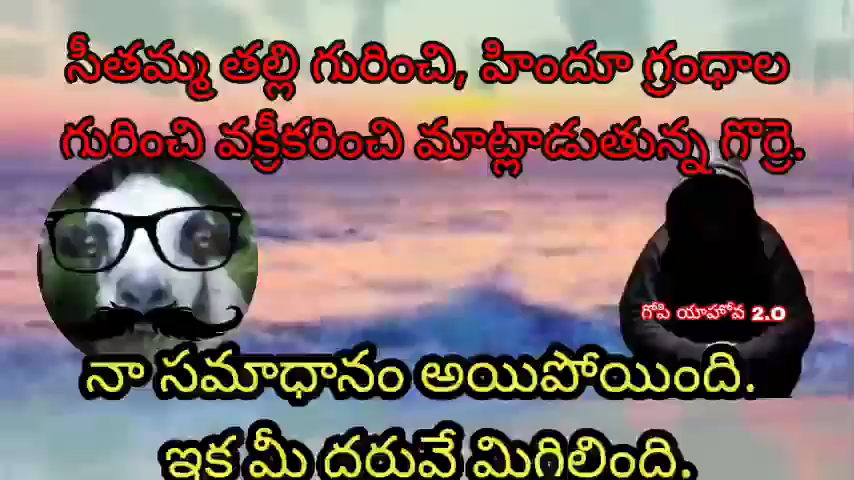 సీతమ్మ తల్లి గురించి, హిందూ గ్రంధాల
గురించి వక్రీకరించి మాట్లాడుతున్న గొర్రె.
గోపి యాహోవ 2.0
నా సమాధానం అయిపోయింది.
ఇక మీ దరువే మిగిలింది.